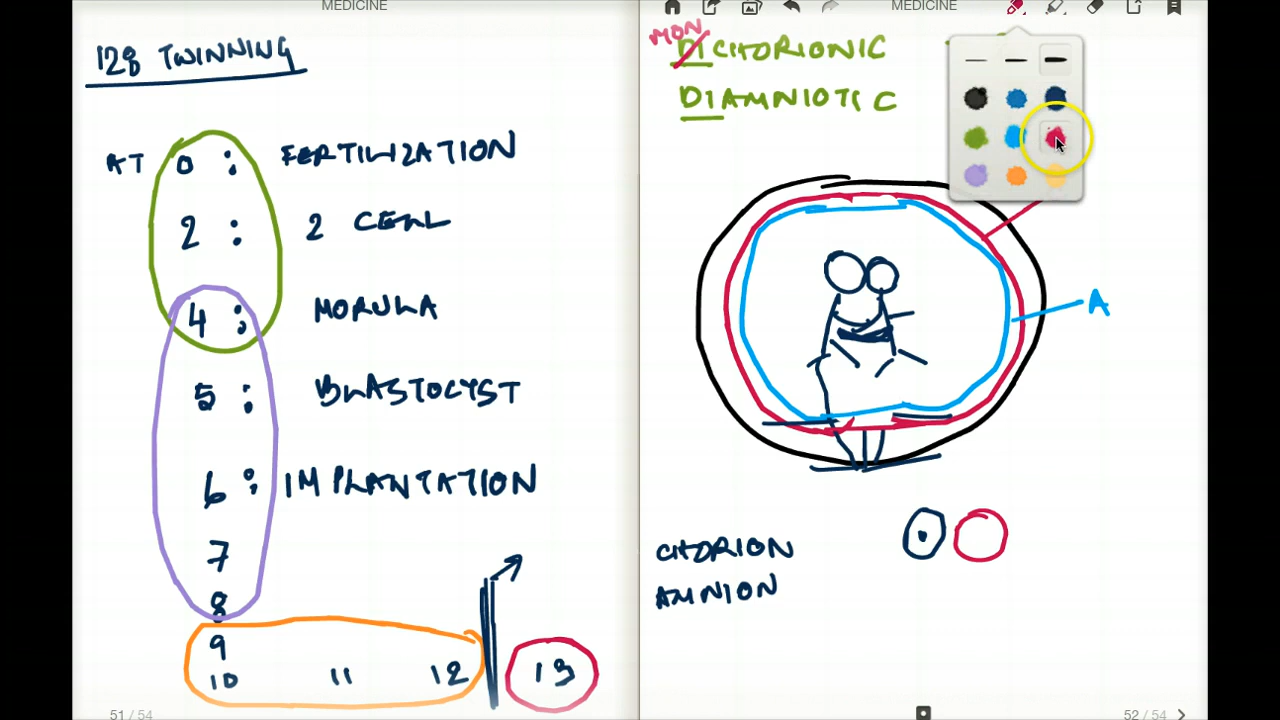 MEDICINE
128 TWINNING
AT 0 : FERTILIZATION
2 : 2 CELL
4 : MORULA
5 : BLASTOCYST
6 : IMPLANTATION
7
8
9
10 11 12 13
51 / 54
MEDICINE
MON
DICHORIONIC
DIAMNIOTIC
A
CHORION
AMNION
52 / 54